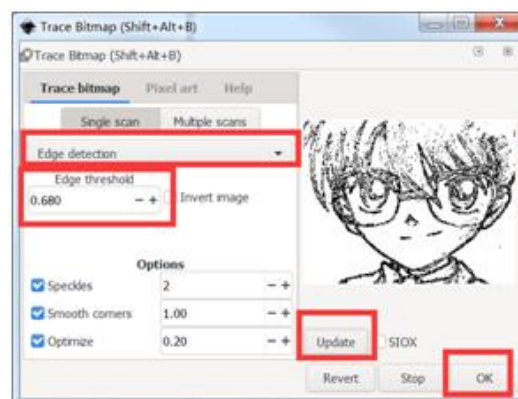 Trace Bitmap (Shift+Alt+B)
Trace Bitmap (Shift+Alt+B)
Trace bitmap Pixel art Help
Single scan Multiple scans
Edge detection
Edge threshold
0.680 - + Invert image
Options
Speckles 2 - +
Smooth corners 1.00 - +
Optimize 0.20 - +
Update SIOX
Revert Stop OK